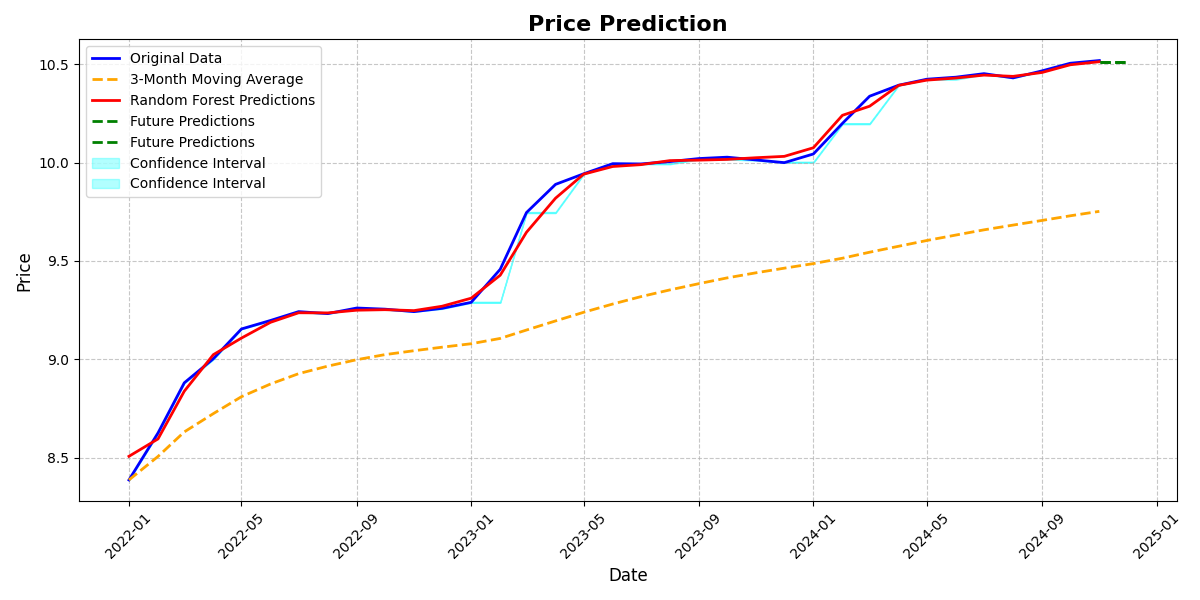 Price Prediction
Original Data
3-Month Moving Average
Random Forest Predictions
Future Predictions
Future Predictions
Confidence Interval
Confidence Interval
Price
10.5
10.0
9.5
9.0
8.5
2022-01
2022-05
2022-09
2023-01
2023-05
2023-09
2024-01
2024-05
2024-09
2025-01
Date